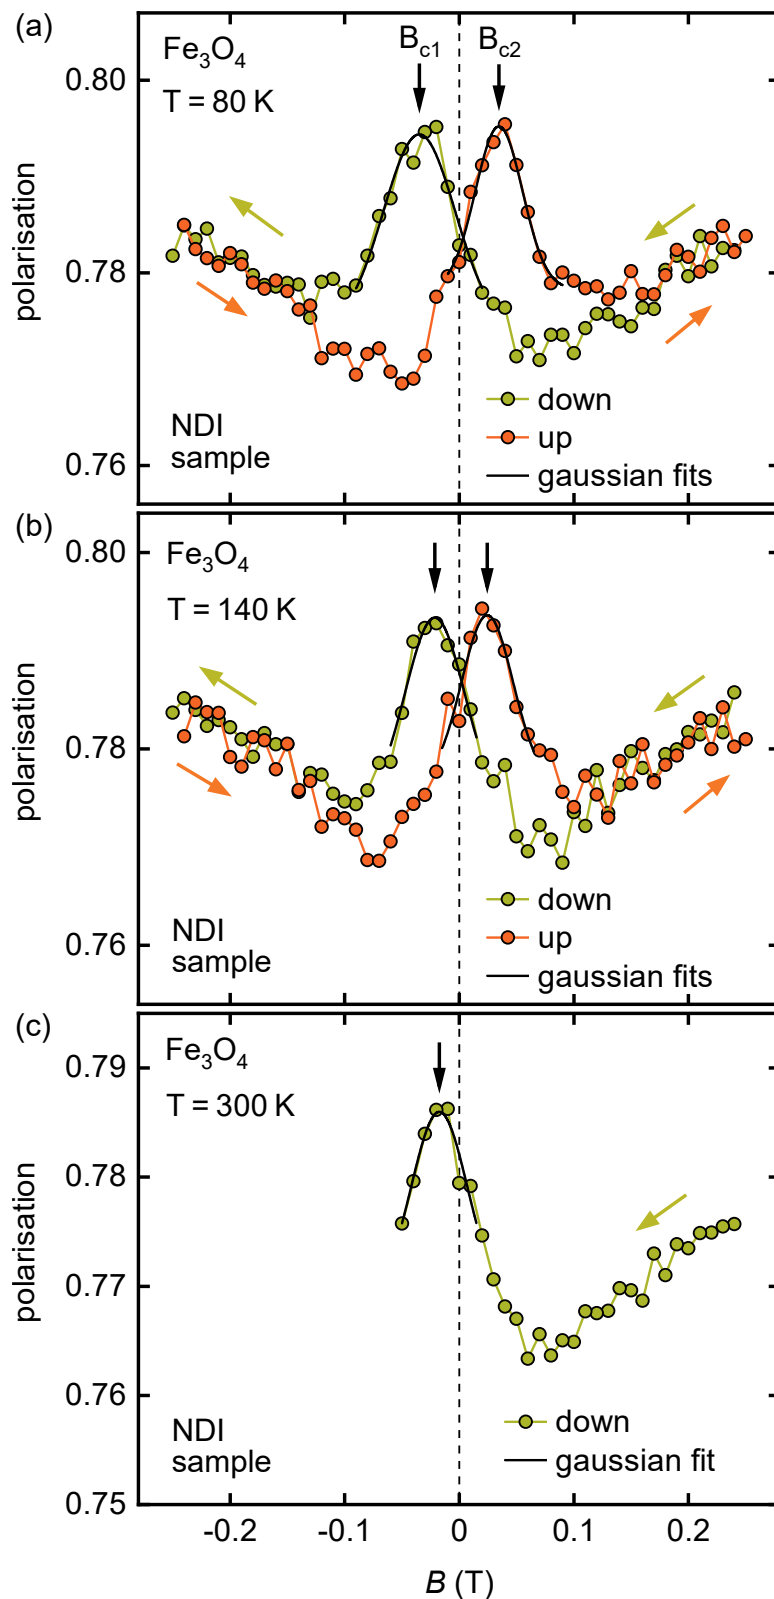 (a)
Fe₃O₄
T = 80 K
B_c1
B_c2
0.80
0.78
0.76
polarisation
NDI
sample
down
up
gaussian fits
(b)
Fe₃O₄
T = 140 K
0.80
0.78
0.76
polarisation
NDI
sample
down
up
gaussian fits
(c)
Fe₃O₄
T = 300 K
0.79
0.78
0.77
0.76
0.75
polarisation
NDI
sample
down
gaussian fit
-0.2 -0.1 0 0.1 0.2
B (T)